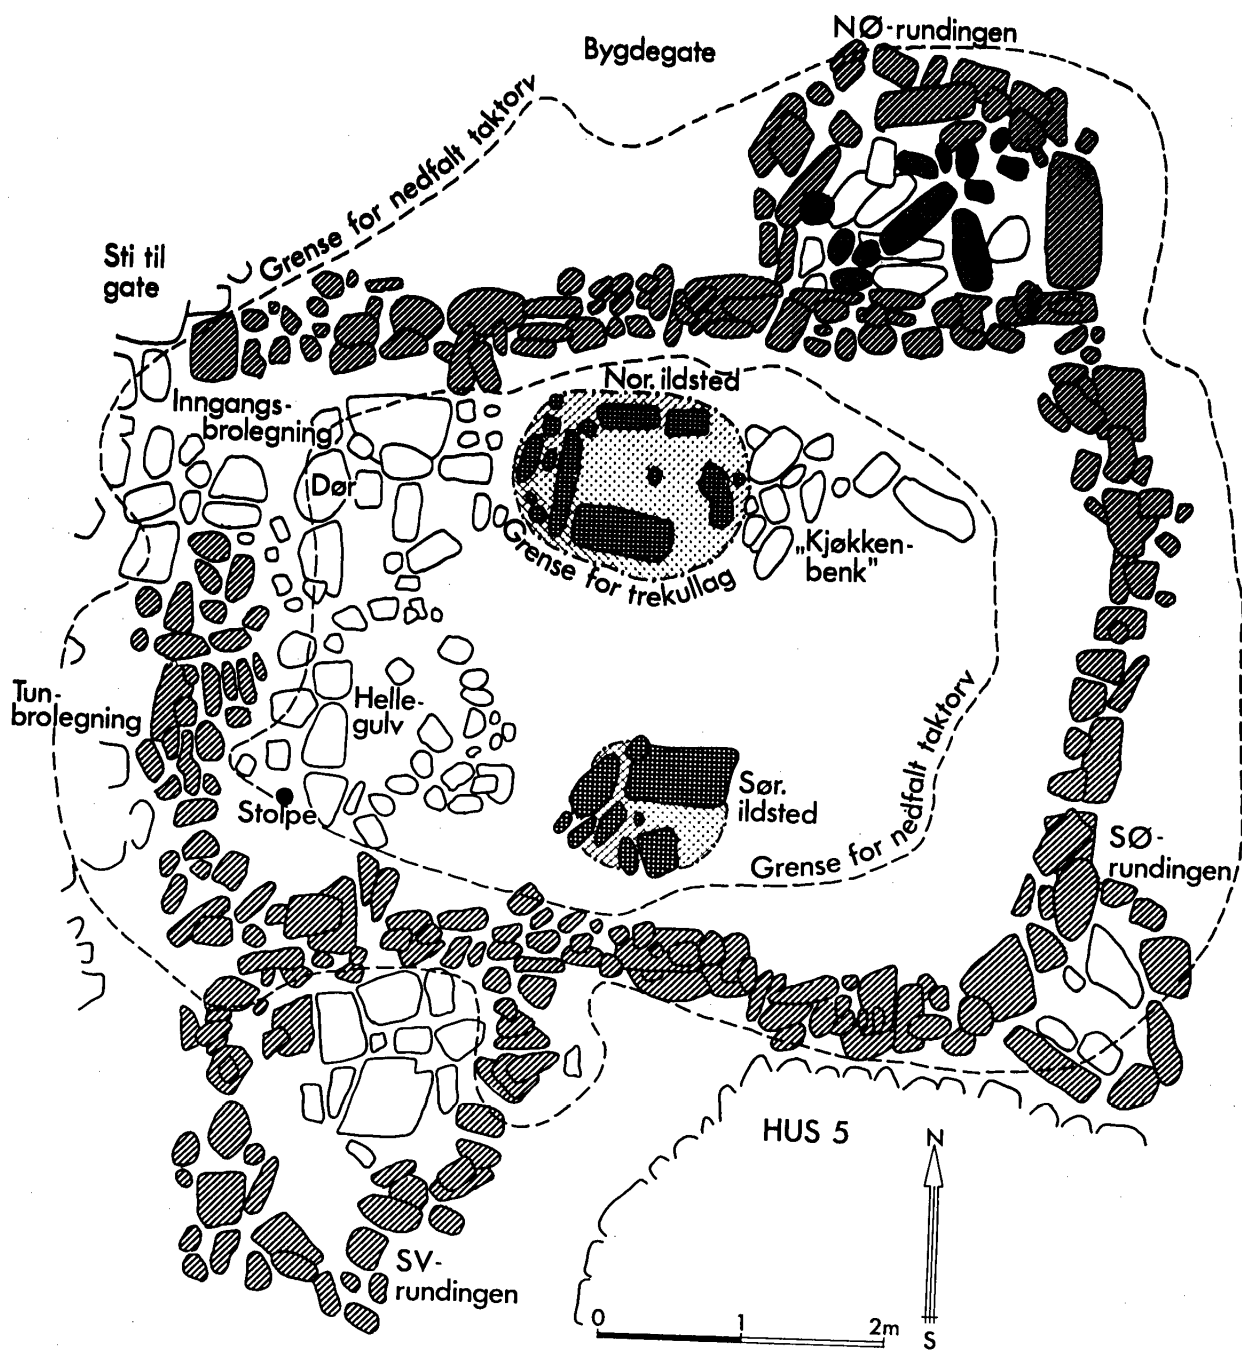 NØ-rundingen
Bygdegate
Grense for nedfalt taktorv
Sti til
gate
Nor. ildsted
Inngangs-
brolegning
Dør
Grense for trekullag
„Kjøkken-
benk"
Tun-
brolegning
Helle-
gulv
Stolpe
Sør.
ildsted
Grense for nedfalt taktorv
SØ-
rundingen
HUS 5
N
SV-
rundingen
0 1 2m
S